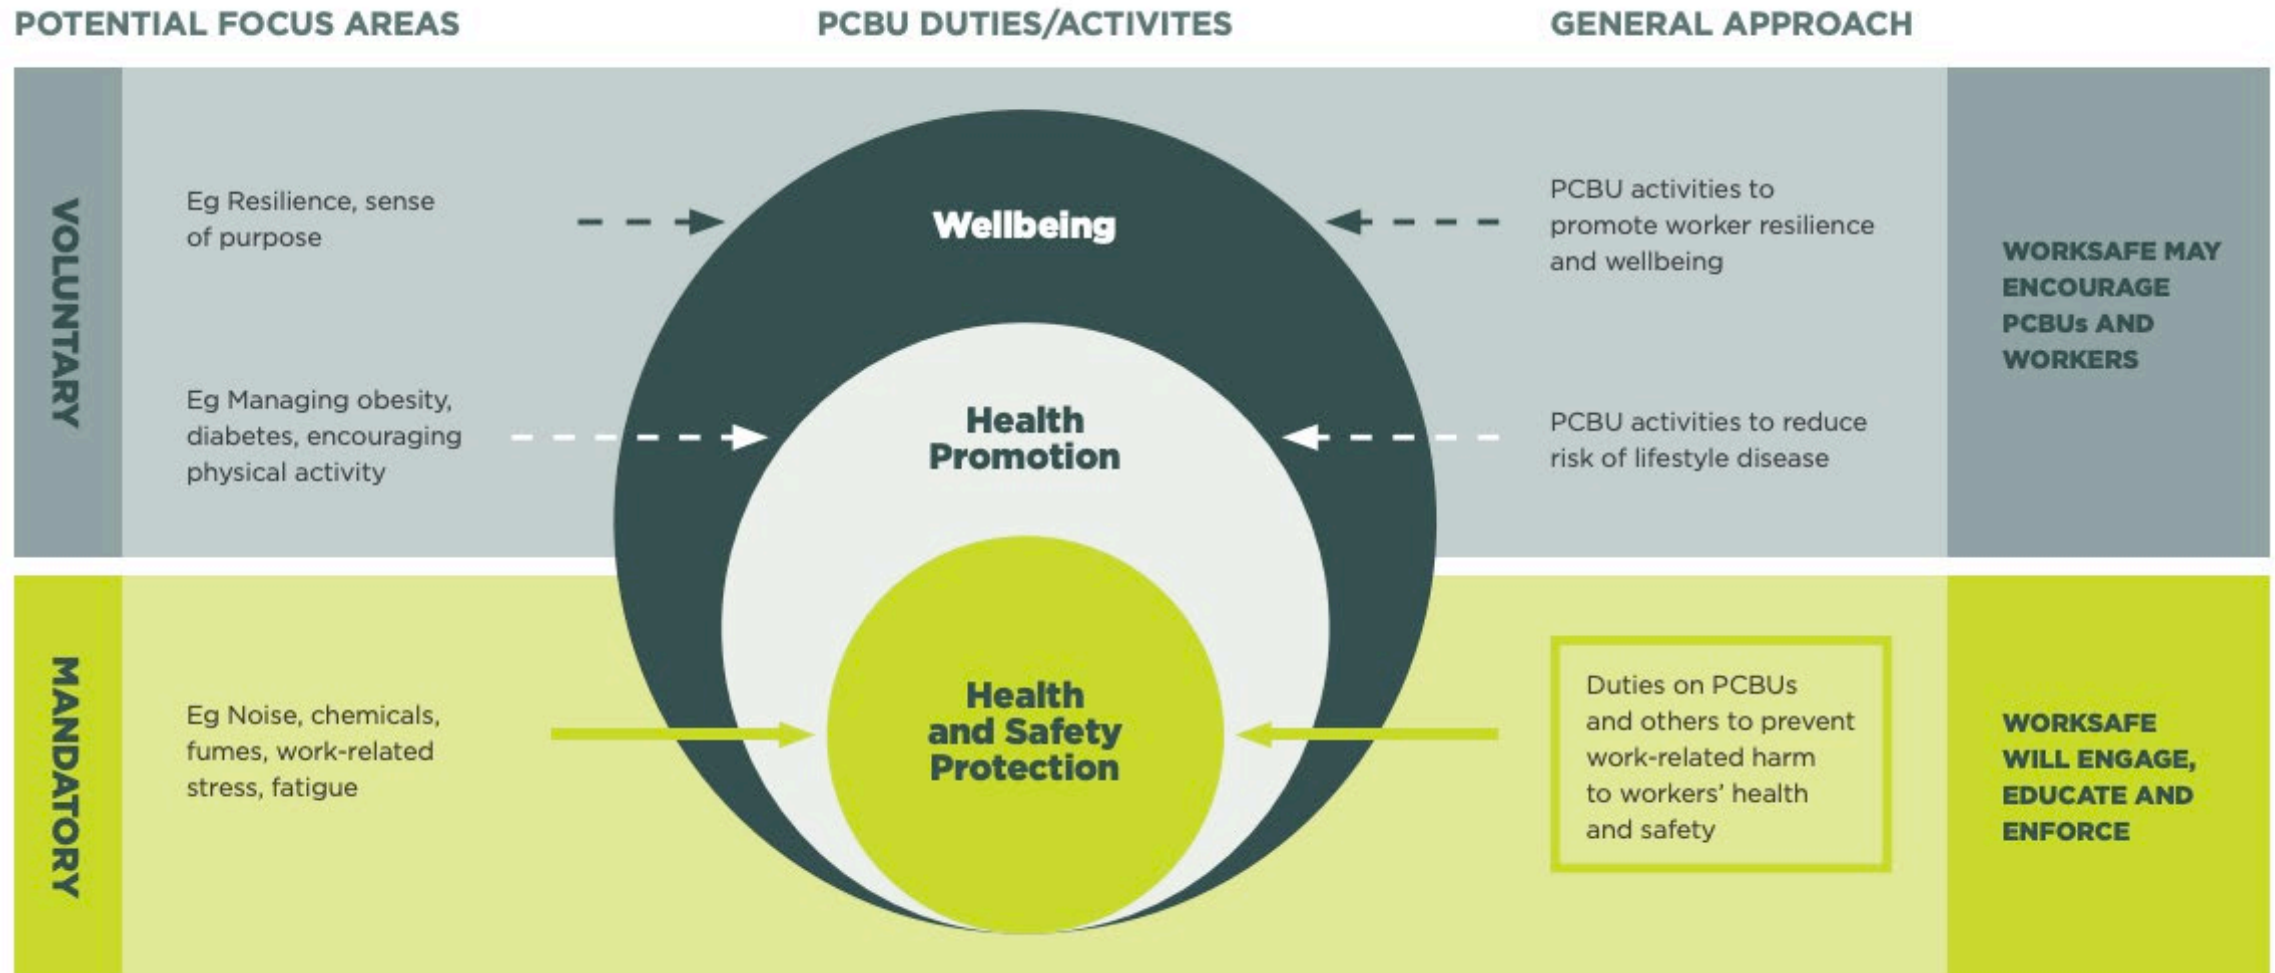 POTENTIAL FOCUS AREAS
PCBU DUTIES/ACTIVITES
GENERAL APPROACH
VOLUNTARY
Eg Resilience, sense
of purpose
Wellbeing
PCBU activities to
promote worker resilience
and wellbeing
WORKSAFE MAY
ENCOURAGE
PCBUs AND
WORKERS
Eg Managing obesity,
diabetes, encouraging
physical activity
Health
Promotion
PCBU activities to reduce
risk of lifestyle disease
MANDATORY
Eg Noise, chemicals,
fumes, work-related
stress, fatigue
Health
and Safety
Protection
Duties on PCBUs
and others to prevent
work-related harm
to workers’ health
and safety
WORKSAFE
WILL ENGAGE,
EDUCATE AND
ENFORCE